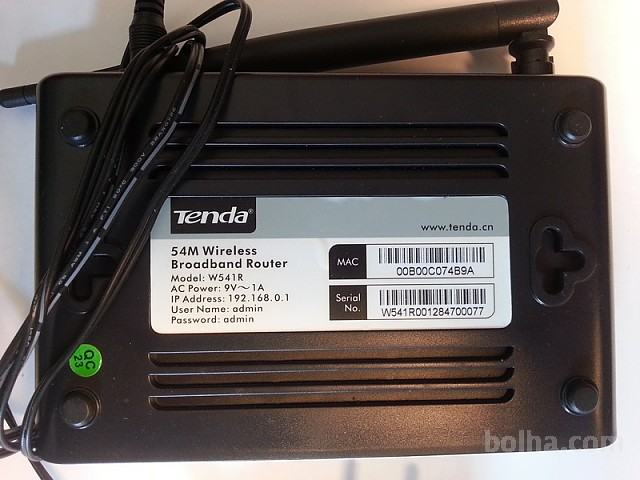 Tenda®
www.tenda.cn
54M Wireless
Broadband Router
Model: W541R
AC Power: 9V～1A
IP Address: 192.168.0.1
User Name: admin
Password: admin
MAC
00B00C074B9A
Serial No.
W541R001284700077
QC
23
bolha.com